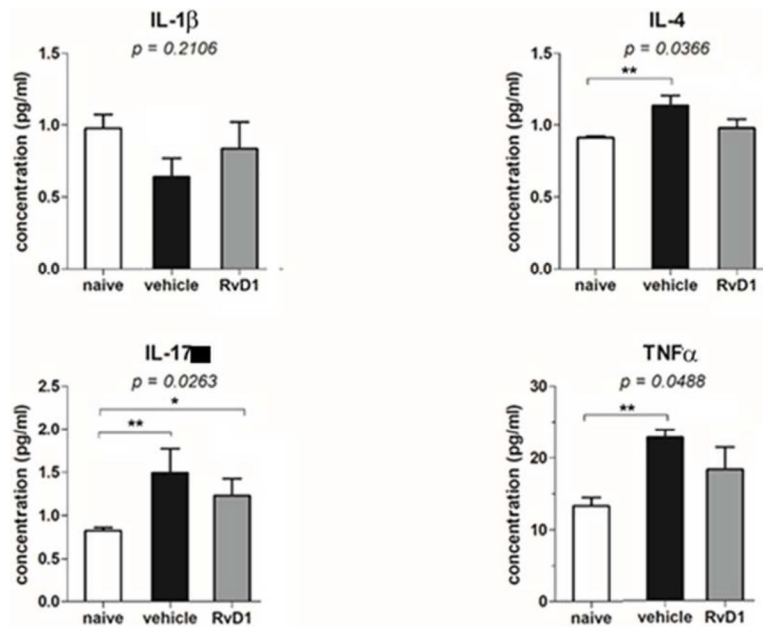 IL-1β
p = 0.2106
concentration (pg/ml)
1.5
1.0
0.5
0.0
naive vehicle RvD1
IL-4
p = 0.0366
concentration (pg/ml)
1.5
1.0
0.5
0.0
**
naive vehicle RvD1
IL-17
p = 0.0263
concentration (pg/ml)
2.5
2.0
1.5
1.0
0.5
0.0
*
**
naive vehicle RvD1
TNFα
p = 0.0488
concentration (pg/ml)
30
20
10
0
**
naive vehicle RvD1